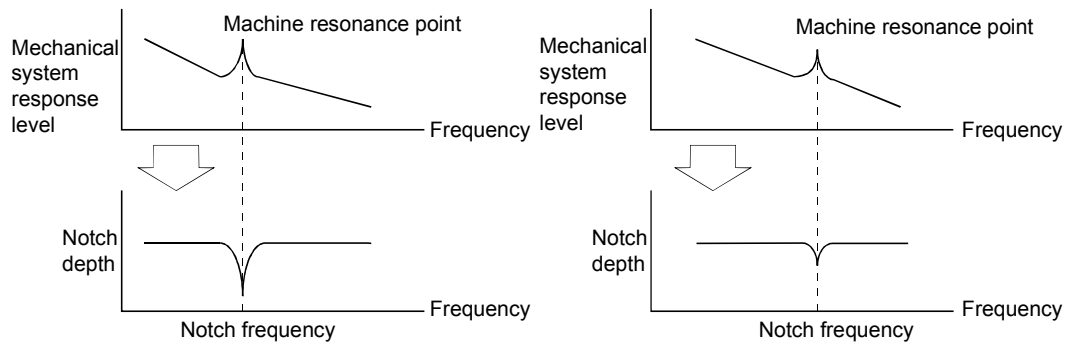 Machine resonance point
Mechanical
system
response
level
Frequency
Notch
depth
Frequency
Notch frequency
Machine resonance point
Mechanical
system
response
level
Frequency
Notch
depth
Frequency
Notch frequency